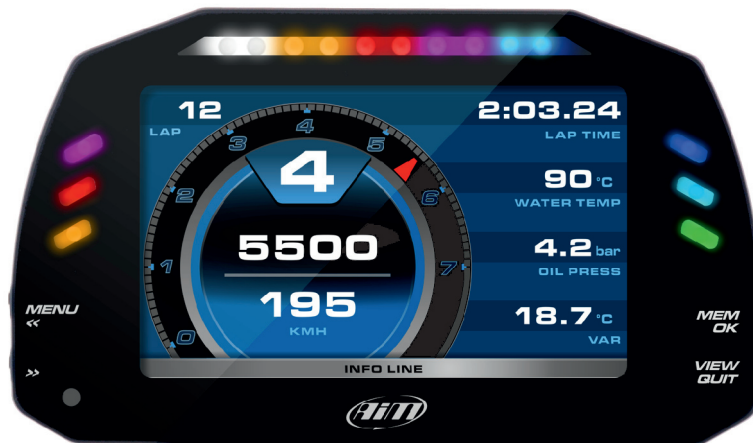 12
LAP
2:03.24
LAP TIME
0
1
2
3
4
5
6
7
4
90 °C
WATER TEMP
5500
4.2 bar
OIL PRESS
195
KMH
18.7 °C
VAR
MENU
<<
>>
MEM
OK
VIEW
QUIT
INFO LINE
AiM